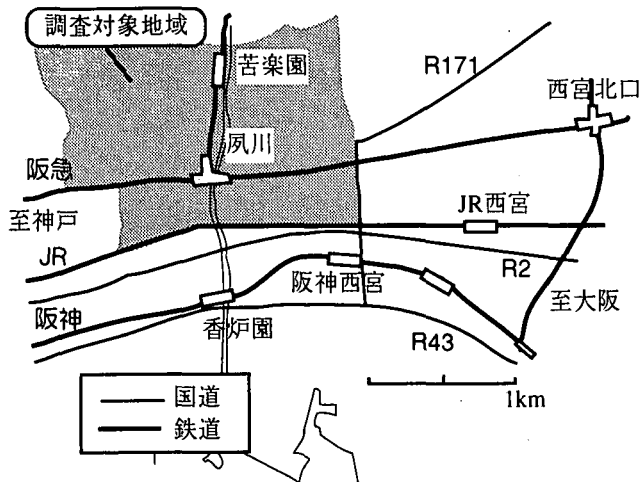 調査対象地域
苦楽園
R171
西宮北口
夙川
阪急
至神戸
JR西宮
JR
R2
阪神西宮
至大阪
阪神
香炉園
R43
国道
鉄道
1km